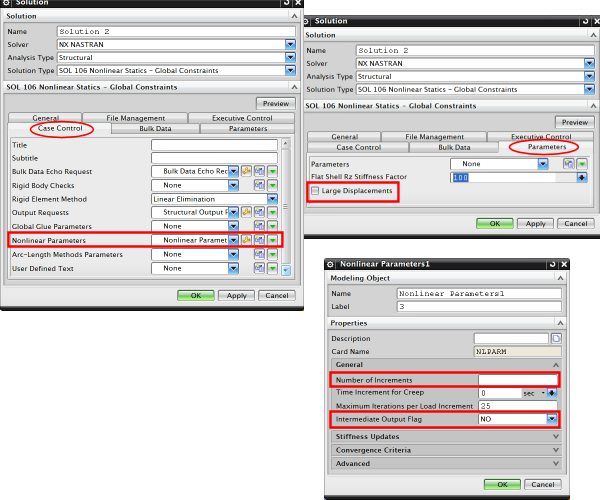 Solution
Solution
Name Solution 2
Solver NX NASTRAN
Analysis Type Structural
Solution Type SOL 106 Nonlinear Statics - Global Constraints
SOL 106 Nonlinear Statics - Global Constraints
Preview
General File Management Executive Control
Case Control Bulk Data Parameters
Title
Subtitle
Bulk Data Echo Request Bulk Data Echo Rec
Rigid Body Checks None
Rigid Element Method Linear Elimination
Output Requests Structural Output F
Global Glue Parameters None
Nonlinear Parameters Nonlinear Paramet
Arc-Length Methods Parameters None
User Defined Text None
OK Apply Cancel
Solution
Solution
Name Solution 2
Solver NX NASTRAN
Analysis Type Structural
Solution Type SOL 106 Nonlinear Statics - Global Constraints
SOL 106 Nonlinear Statics - Global Constraints
Preview
General File Management Executive Control
Case Control Bulk Data Parameters
Parameters None
Flat Shell Rz Stiffness Factor 100
Large Displacements
OK Apply Cancel
Nonlinear Parameters1
Modeling Object
Name Nonlinear Parameters1
Label 3
Properties
Description
Card Name NLPARM
General
Number of Increments
Time Increment for Creep 0 sec
Maximum Iterations per Load Increment 25
Intermediate Output Flag NO
Stiffness Updates
Convergence Criteria
Advanced
OK Cancel